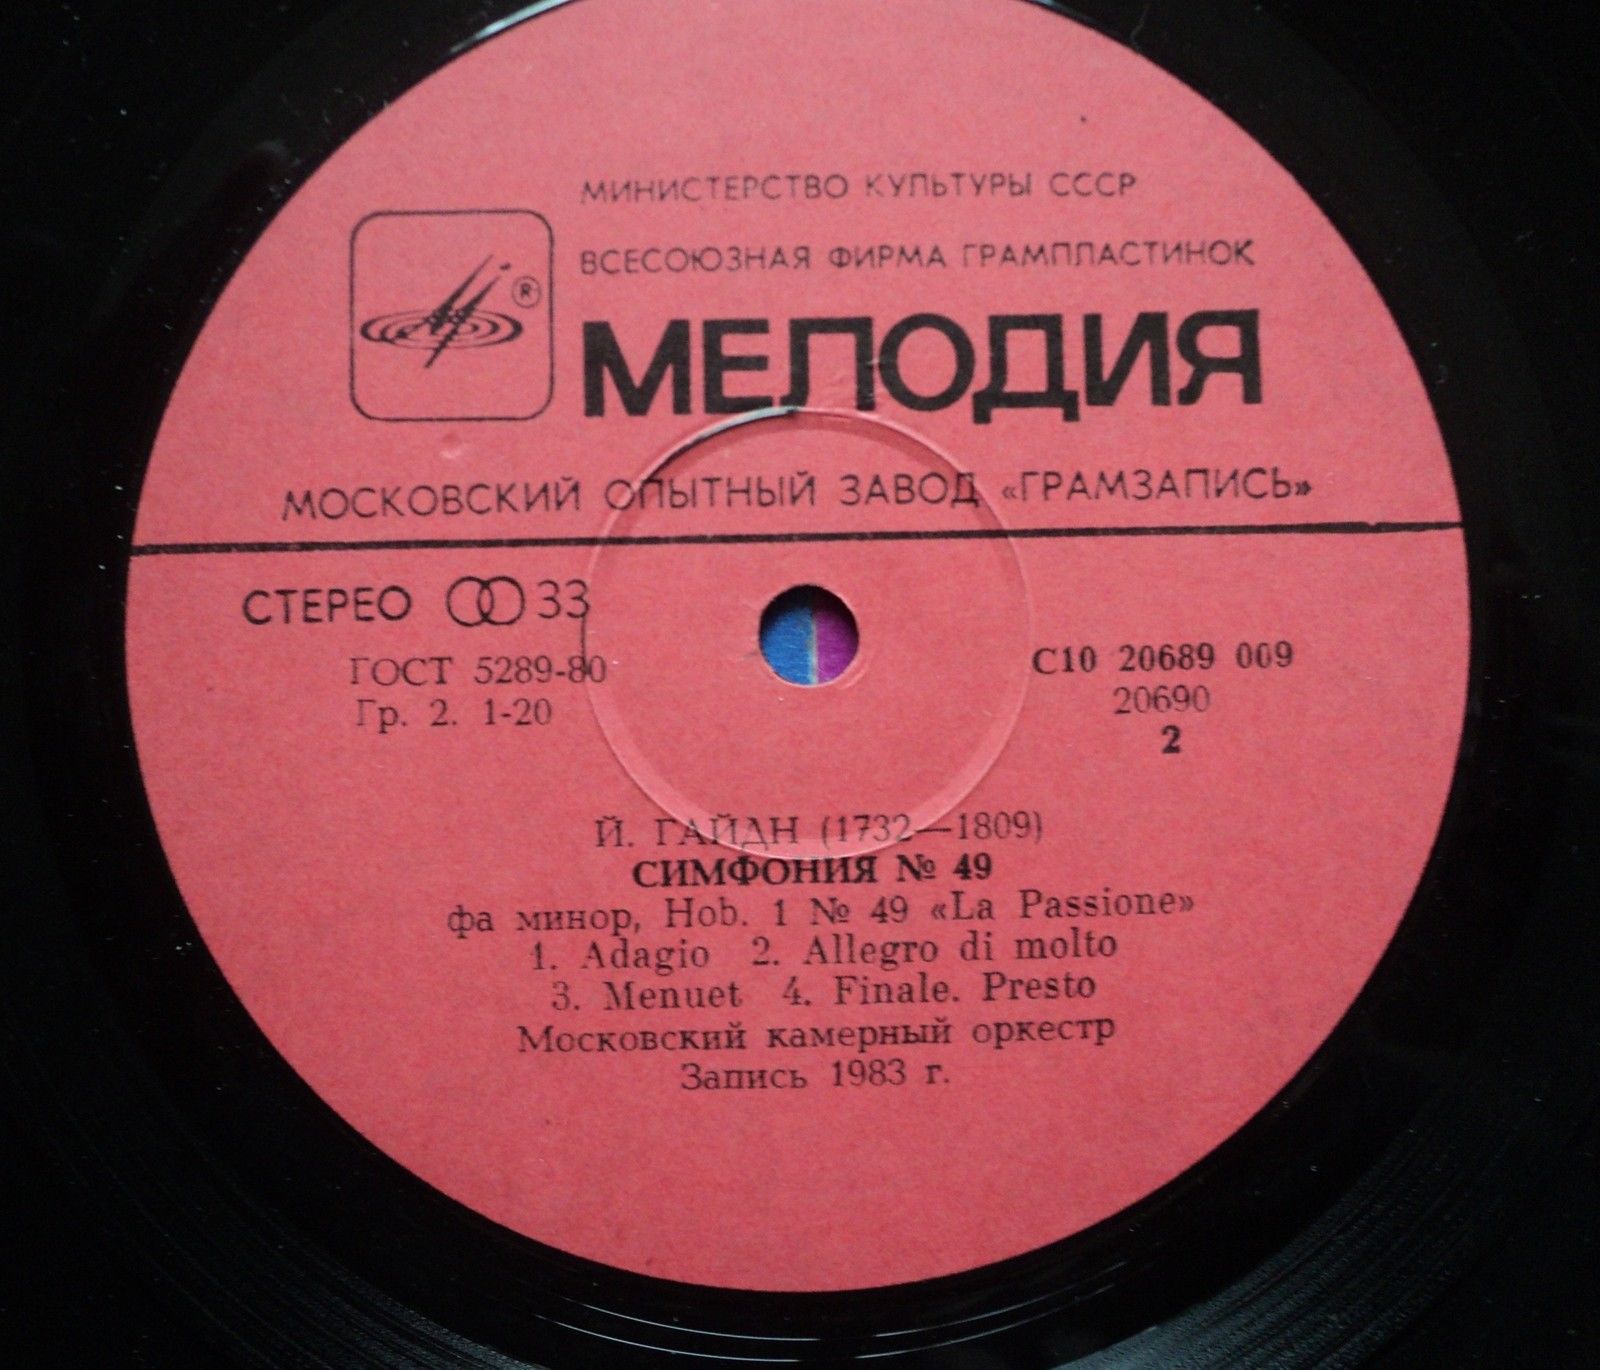 МИНИСТЕРСТВО КУЛЬТУРЫ СССР
ВСЕСОЮЗНАЯ ФИРМА ГРАМПЛАСТИНОК
®
МЕЛОДИЯ
МОСКОВСКИЙ ОПЫТНЫЙ ЗАВОД «ГРАМЗАПИСЬ»
СТЕРЕО 33
ГОСТ 5289-80
Гр. 2. 1-20
С10 20689 009
20690
2
Й. ГАЙДН (1732—1809)
СИМФОНИЯ № 49
фа минор, Hob. 1 № 49 «La Passione»
1. Adagio 2. Allegro di molto
3. Menuet 4. Finale. Presto
Московский камерный оркестр
Запись 1983 г.